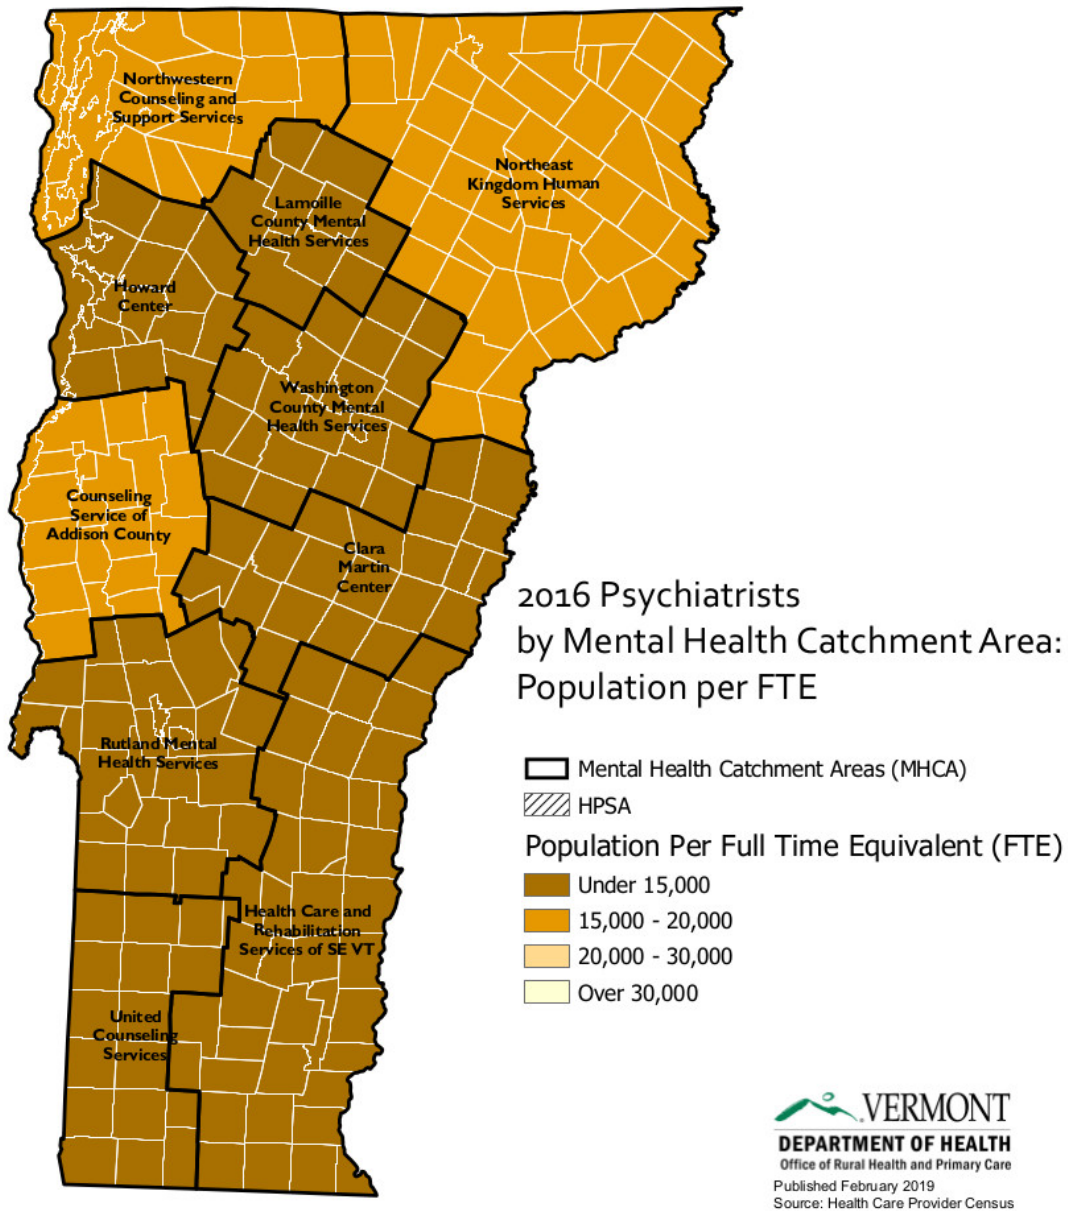 Northwestern
Counseling and
Support Services
Northeast
Kingdom Human
Services
Lamoille
County Mental
Health Services
Howard
Center
Washington
County Mental
Health Services
Counseling
Service of
Addison County
Clara
Martin
Center
2016 Psychiatrists
by Mental Health Catchment Area:
Population per FTE
Rutland Mental
Health Services
Mental Health Catchment Areas (MHCA)
HPSA
Population Per Full Time Equivalent (FTE)
Under 15,000
15,000 - 20,000
20,000 - 30,000
Over 30,000
Health Care and
Rehabilitation
Services of SE VT
United
Counseling
Services
VERMONT
DEPARTMENT OF HEALTH
Office of Rural Health and Primary Care
Published February 2019
Source: Health Care Provider Census